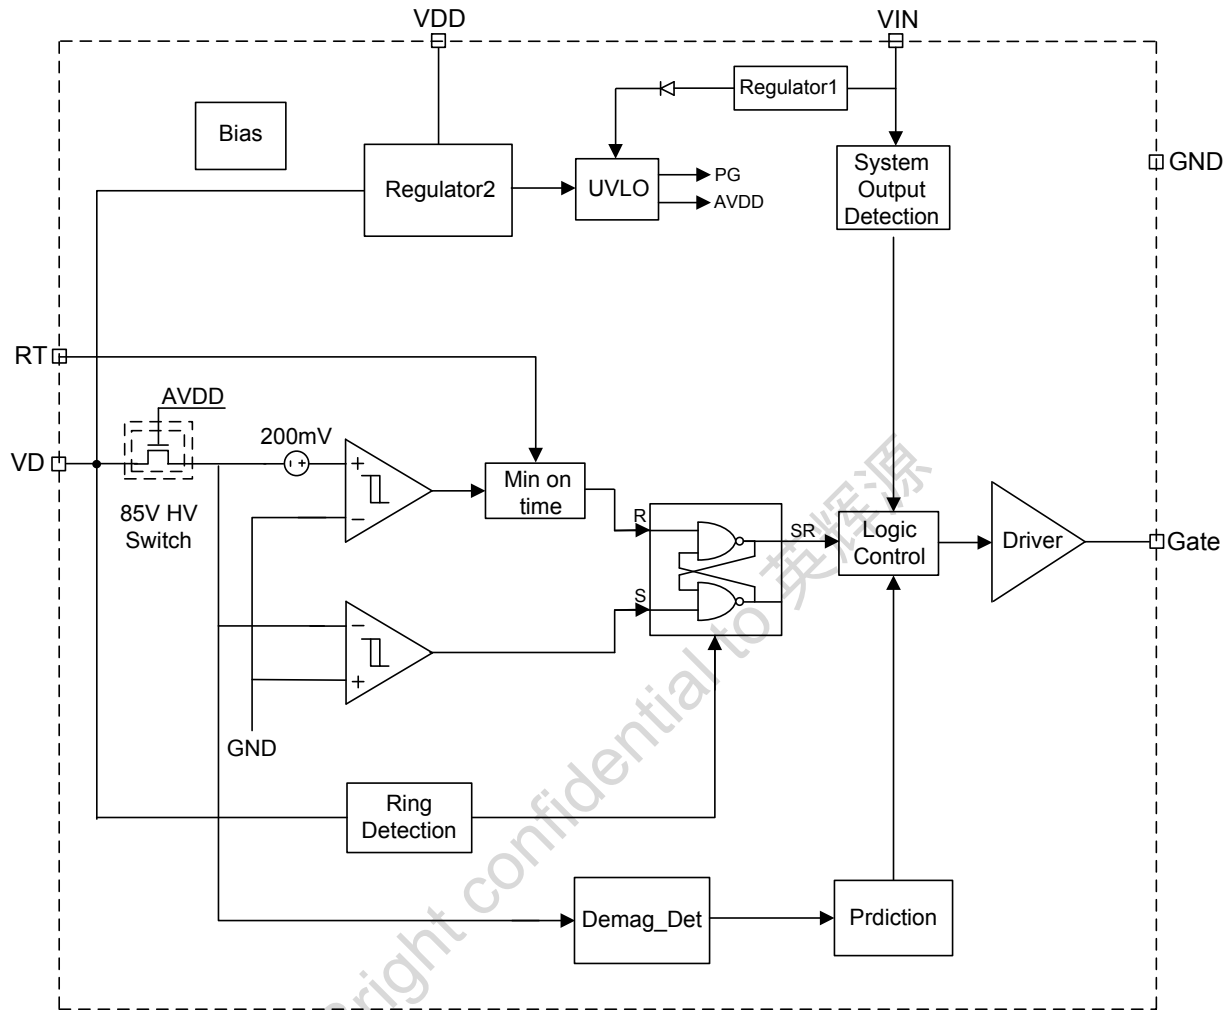 VDD
VIN
Regulator1
Bias
GND
System
Output
Detection
Regulator2
UVLO
PG
AVDD
RT
AVDD
200mV
VD
Min on
time
85V HV
Switch
R
SR
Logic
Control
Driver
Gate
S
GND
Ring
Detection
Demag_Det
Prdiction
Bright confidential to 英辉源